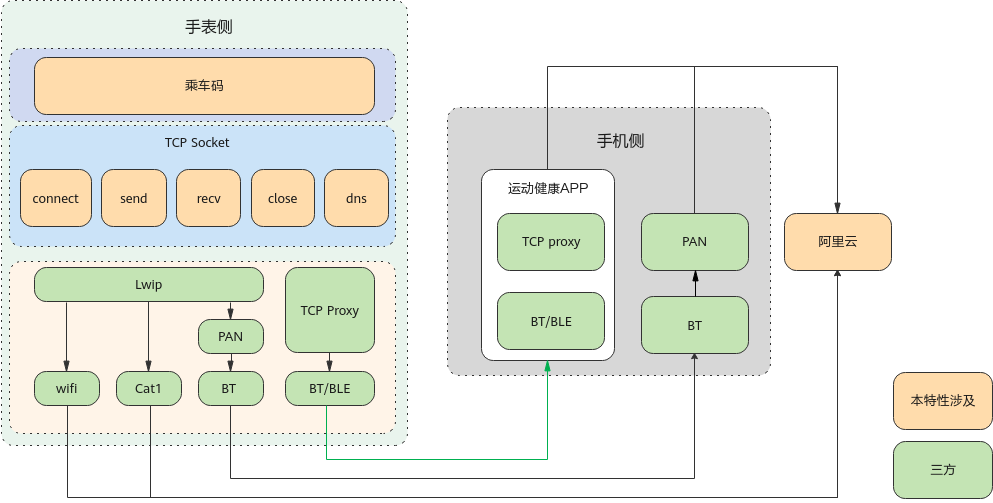 手表侧
乘车码
TCP Socket
connect
send
recv
close
dns
Lwip
TCP Proxy
PAN
wifi
Cat1
BT
BT/BLE
手机侧
运动健康APP
TCP proxy
BT/BLE
PAN
BT
阿里云
本特性涉及
三方